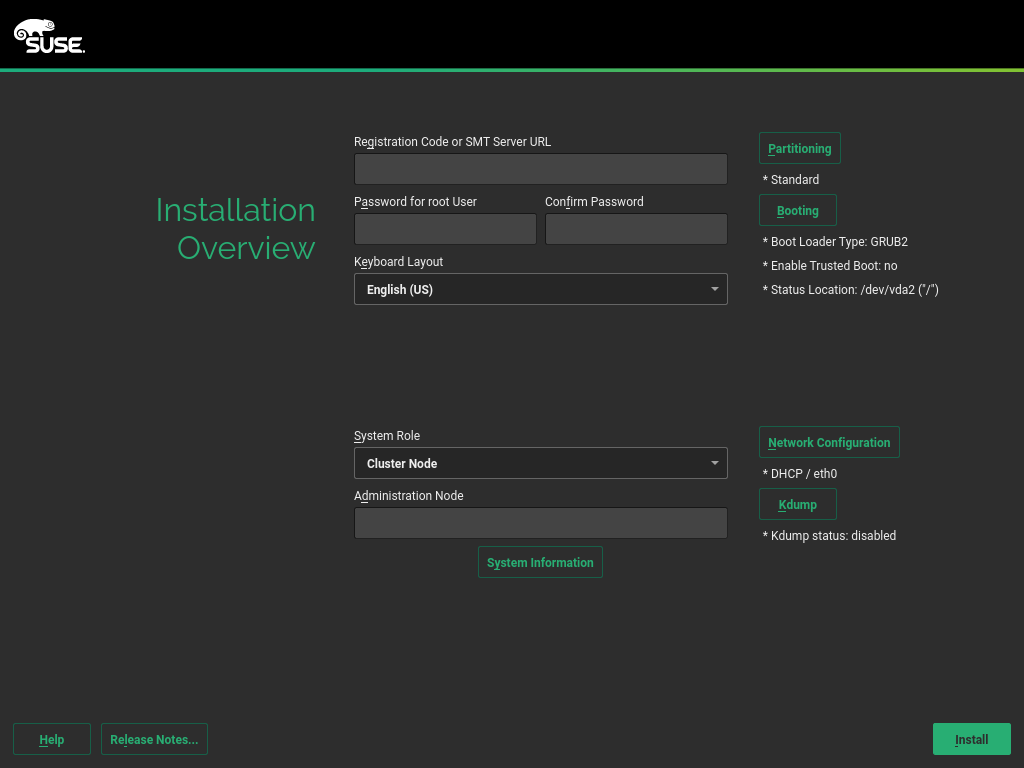 SUSE.
Installation
Overview
Registration Code or SMT Server URL
Password for root User
Confirm Password
Keyboard Layout
English (US)
System Role
Cluster Node
Administration Node
System Information
Partitioning
* Standard
Booting
* Boot Loader Type: GRUB2
* Enable Trusted Boot: no
* Status Location: /dev/vda2 ("/")
Network Configuration
* DHCP / eth0
Kdump
* Kdump status: disabled
Help
Release Notes...
Install